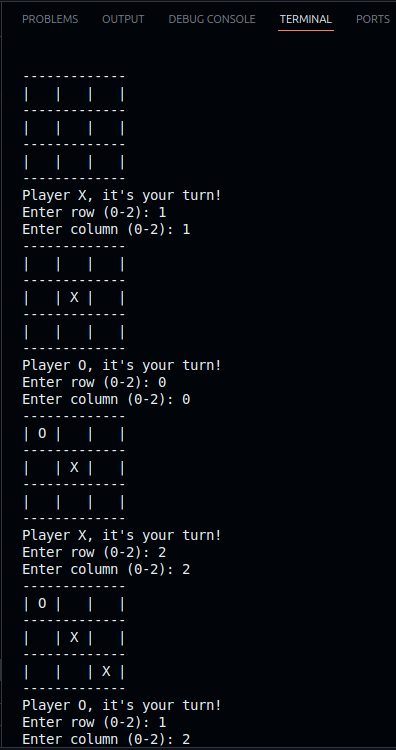 PROBLEMS OUTPUT DEBUG CONSOLE TERMINAL PORTS
-------------
|   |   |   |
-------------
|   |   |   |
-------------
|   |   |   |
-------------
Player X, it's your turn!
Enter row (0-2): 1
Enter column (0-2): 1
-------------
|   |   |   |
-------------
|   | X |   |
-------------
|   |   |   |
-------------
Player O, it's your turn!
Enter row (0-2): 0
Enter column (0-2): 0
-------------
| O |   |   |
-------------
|   | X |   |
-------------
|   |   |   |
-------------
Player X, it's your turn!
Enter row (0-2): 2
Enter column (0-2): 2
-------------
| O |   |   |
-------------
|   | X |   |
-------------
|   |   | X |
-------------
Player O, it's your turn!
Enter row (0-2): 1
Enter column (0-2): 2